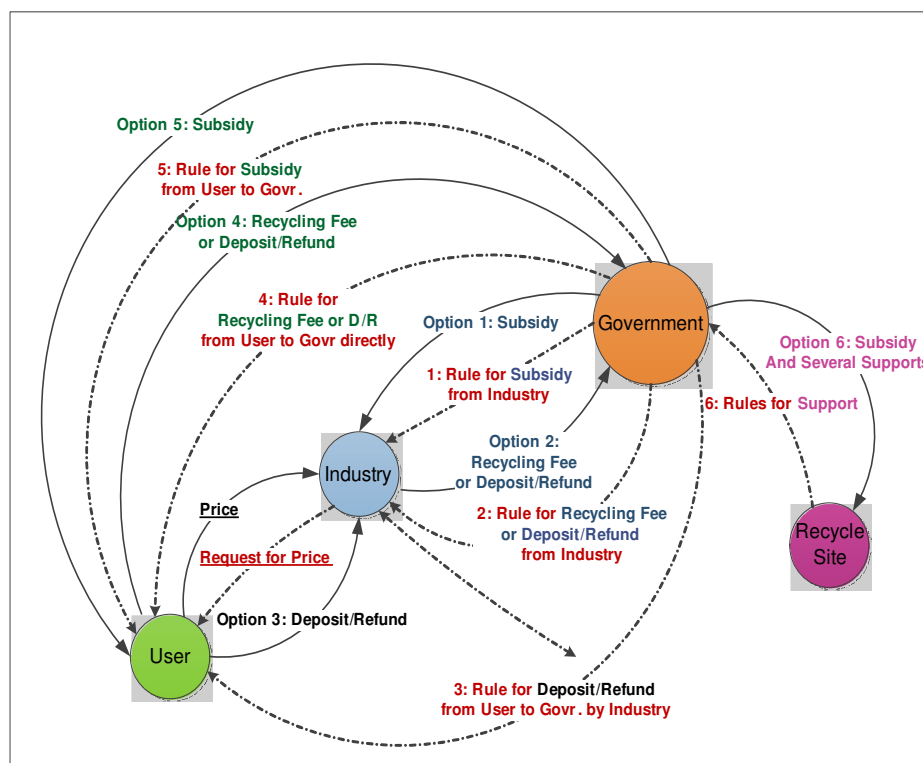 Option 5: Subsidy
5: Rule for Subsidy
from User to Govr.
Option 4: Recycling Fee
or Deposit/Refund
4: Rule for
Recycling Fee or D/R
from User to Govr directly
Option 1: Subsidy
Government
Option 6: Subsidy
And Several Supports
1: Rule for Subsidy
from Industry
6: Rules for Support
Option 2:
Recycling Fee
or Deposit/Refund
Industry
Price
2: Rule for Recycling Fee
or Deposit/Refund
from Industry
Recycle
Site
Request for Price
Option 3: Deposit/Refund
User
3: Rule for Deposit/Refund
from User to Govr. by Industry